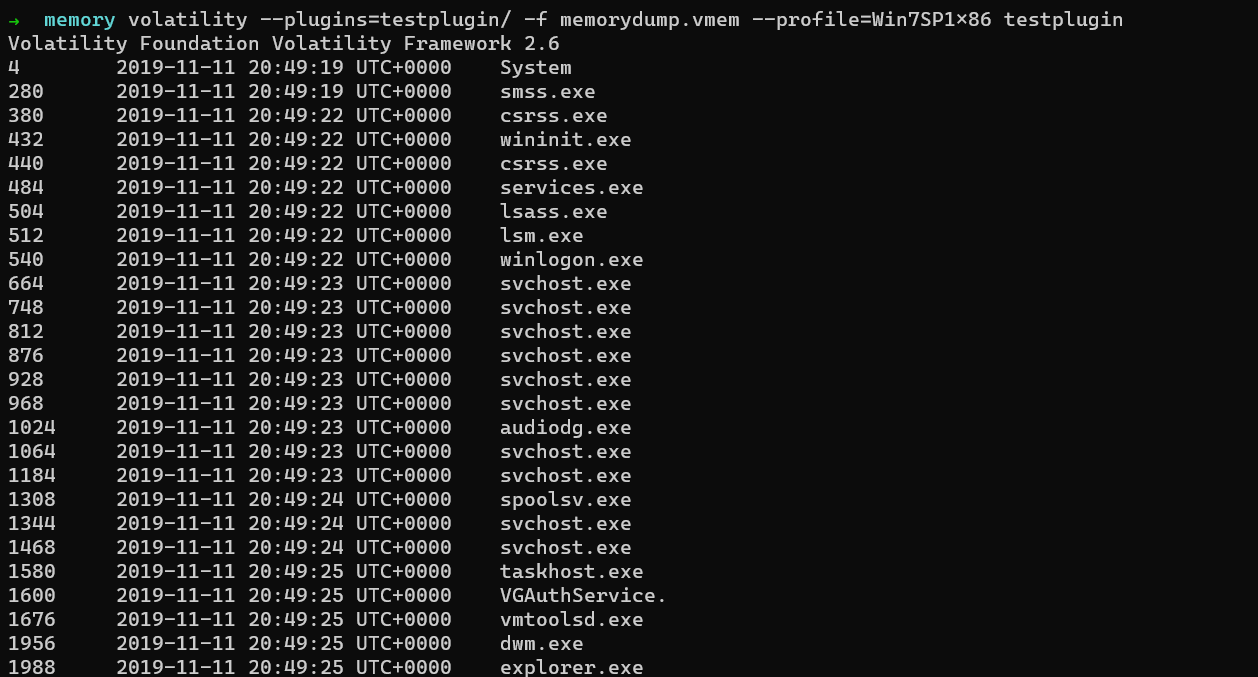 → memory volatility --plugins=testplugin/ -f memorydump.vmem --profile=Win7SP1×86 testplugin
Volatility Foundation Volatility Framework 2.6
4 2019-11-11 20:49:19 UTC+0000 System
280 2019-11-11 20:49:19 UTC+0000 smss.exe
380 2019-11-11 20:49:22 UTC+0000 csrss.exe
432 2019-11-11 20:49:22 UTC+0000 wininit.exe
440 2019-11-11 20:49:22 UTC+0000 csrss.exe
484 2019-11-11 20:49:22 UTC+0000 services.exe
504 2019-11-11 20:49:22 UTC+0000 lsass.exe
512 2019-11-11 20:49:22 UTC+0000 lsm.exe
540 2019-11-11 20:49:22 UTC+0000 winlogon.exe
664 2019-11-11 20:49:23 UTC+0000 svchost.exe
748 2019-11-11 20:49:23 UTC+0000 svchost.exe
812 2019-11-11 20:49:23 UTC+0000 svchost.exe
876 2019-11-11 20:49:23 UTC+0000 svchost.exe
928 2019-11-11 20:49:23 UTC+0000 svchost.exe
968 2019-11-11 20:49:23 UTC+0000 svchost.exe
1024 2019-11-11 20:49:23 UTC+0000 audiodg.exe
1064 2019-11-11 20:49:23 UTC+0000 svchost.exe
1184 2019-11-11 20:49:23 UTC+0000 svchost.exe
1308 2019-11-11 20:49:24 UTC+0000 spoolsv.exe
1344 2019-11-11 20:49:24 UTC+0000 svchost.exe
1468 2019-11-11 20:49:24 UTC+0000 svchost.exe
1580 2019-11-11 20:49:25 UTC+0000 taskhost.exe
1600 2019-11-11 20:49:25 UTC+0000 VGAuthService.
1676 2019-11-11 20:49:25 UTC+0000 vmtoolsd.exe
1956 2019-11-11 20:49:25 UTC+0000 dwm.exe
1988 2019-11-11 20:49:25 UTC+0000 explorer.exe